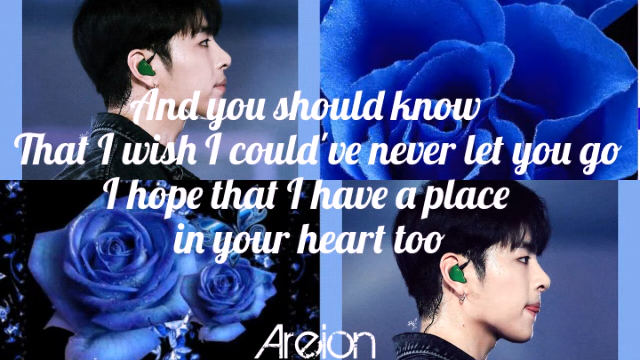 And you should know
That I wish I could've never let you go
I hope that I have a place
in your heart too
Areion